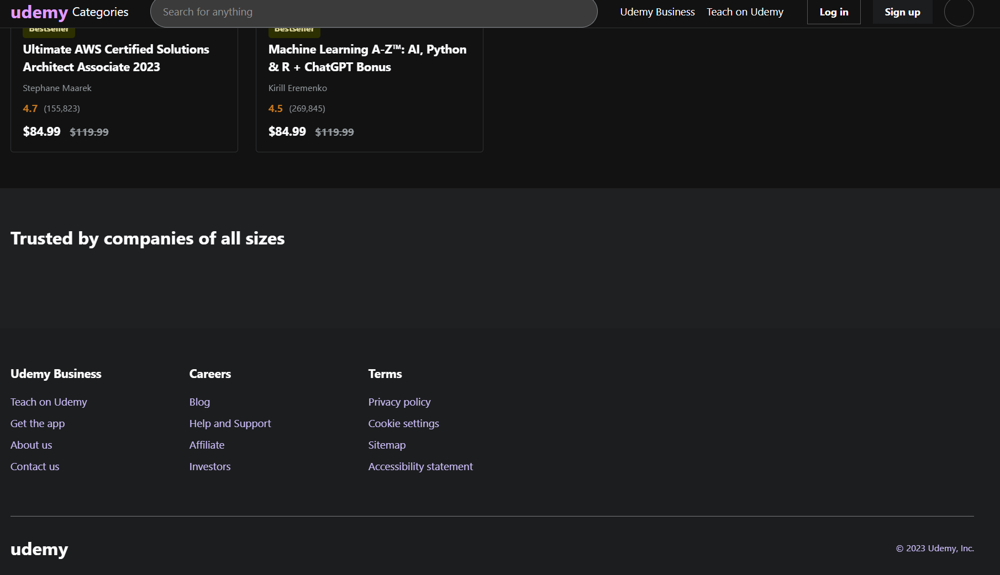 udemy Categories Search for anything Udemy Business Teach on Udemy Log in Sign up
Bestseller
Ultimate AWS Certified Solutions
Architect Associate 2023
Stephane Maarek
4.7 (155,823)
$84.99 $119.99
Bestseller
Machine Learning A-Z™: AI, Python
& R + ChatGPT Bonus
Kirill Eremenko
4.5 (269,845)
$84.99 $119.99
Trusted by companies of all sizes
Udemy Business
Teach on Udemy
Get the app
About us
Contact us
Careers
Blog
Help and Support
Affiliate
Investors
Terms
Privacy policy
Cookie settings
Sitemap
Accessibility statement
udemy
© 2023 Udemy, Inc.